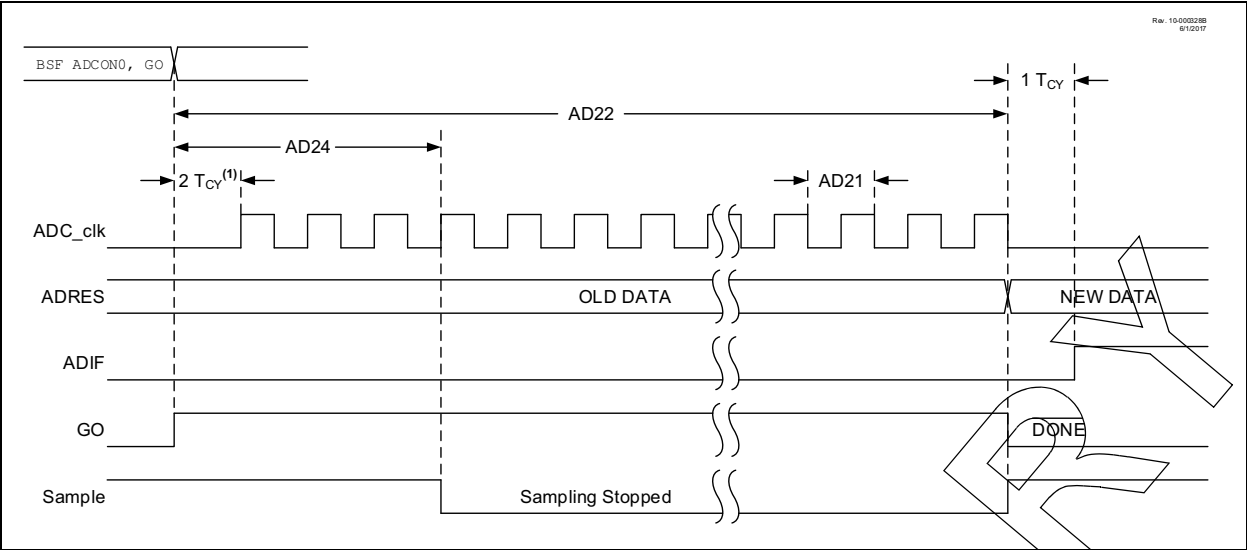 Rev. 10-000328B
6/1/2017
BSF ADCON0, GO
1 TCY
AD22
AD24
2 TCY(1)
AD21
ADC_clk
ADRES
OLD DATA
NEW DATA
ADIF
GO
DONE
Sample
Sampling Stopped